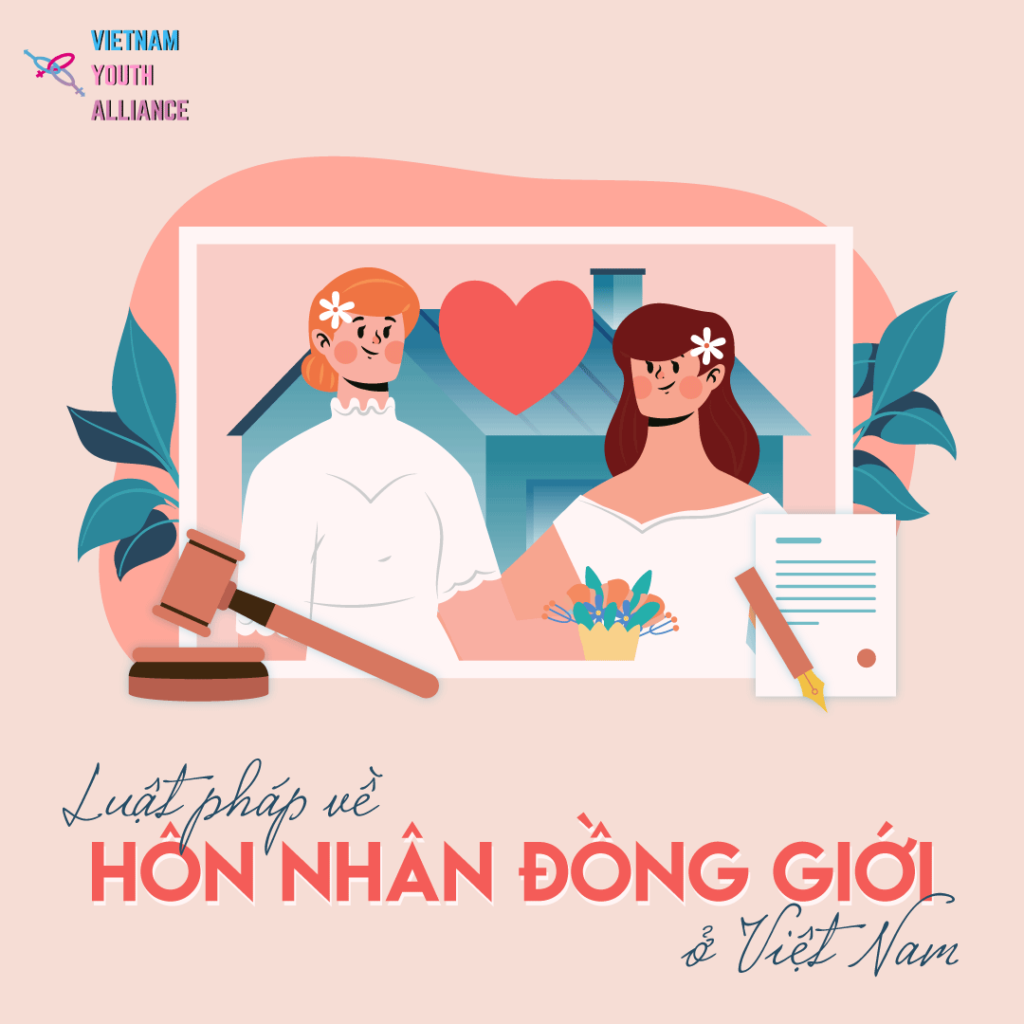 VIETNAM
YOUTH
ALLIANCE
Luật pháp về
HÔN NHÂN ĐỒNG GIỚI
ở Việt Nam